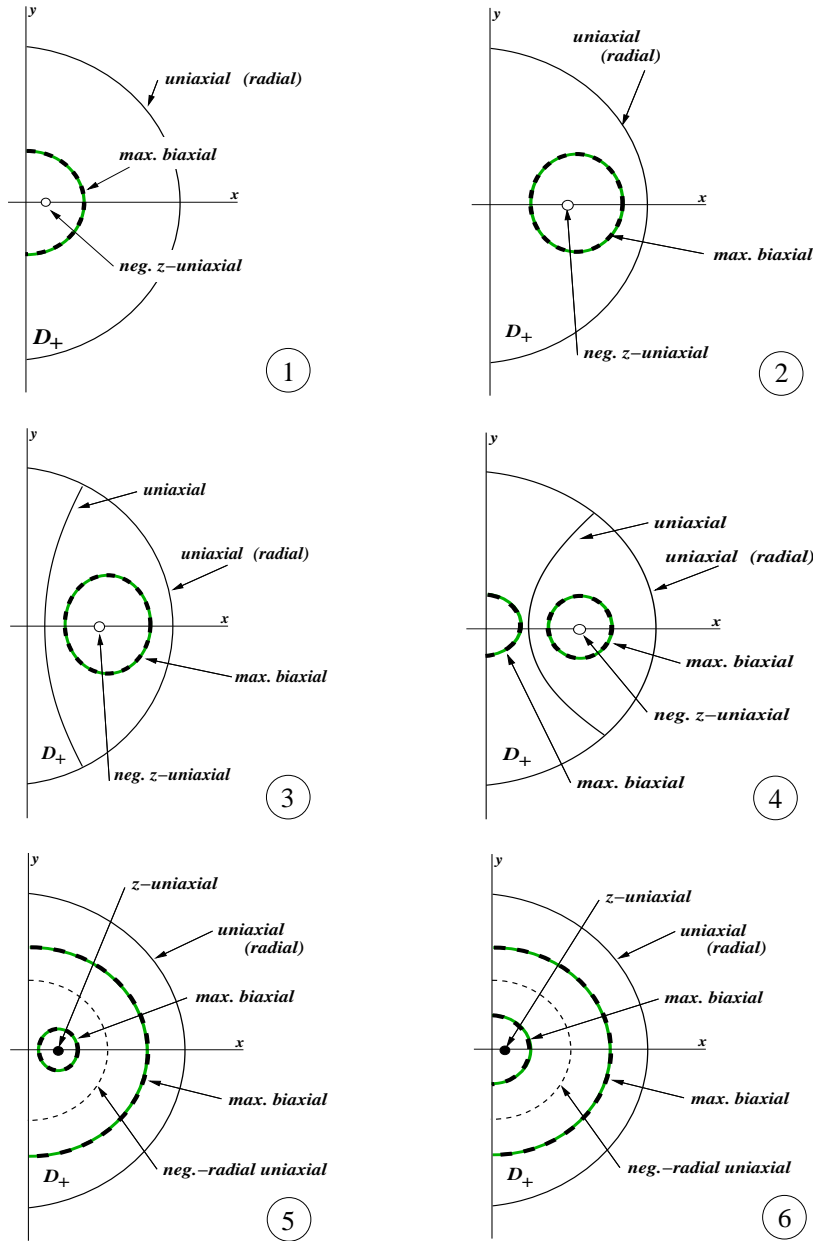 y
uniaxial (radial)
max. biaxial
x
neg. z−uniaxial
D+
1
y
uniaxial
(radial)
x
max. biaxial
D+
neg. z−uniaxial
2
y
uniaxial
uniaxial (radial)
x
max. biaxial
D+
neg. z−uniaxial
3
y
uniaxial
uniaxial (radial)
x
max. biaxial
neg. z−uniaxial
D+
max. biaxial
4
y
z−uniaxial
uniaxial
(radial)
max. biaxial
x
max. biaxial
neg.−radial uniaxial
D+
5
y
z−uniaxial
uniaxial
(radial)
max. biaxial
x
max. biaxial
neg.−radial uniaxial
D+
6